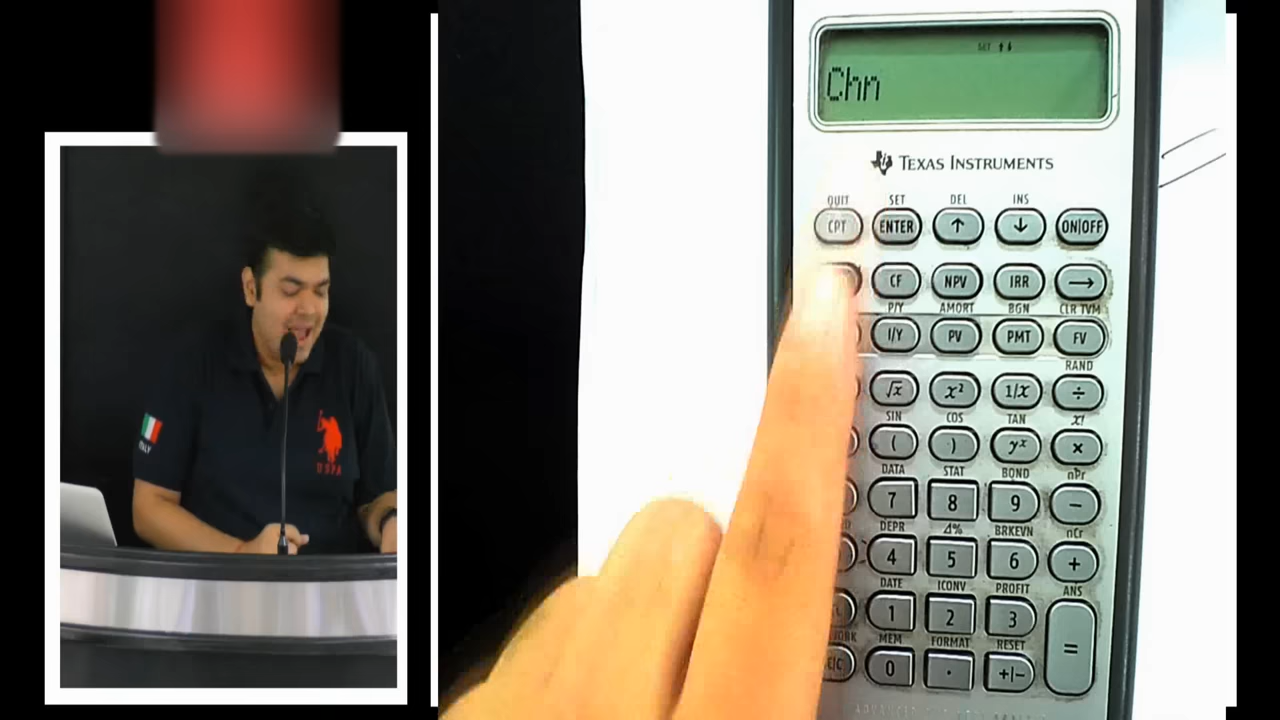 SET ↑↓
Chn
TEXAS INSTRUMENTS
QUIT SET DEL INS
CPT ENTER ↑ ↓ ON|OFF
CF NPV IRR →
P/Y AMORT BGN CLR TVM
I/Y PV PMT FV
RAND
√x x² 1/x ÷
SIN COS TAN x!
( ) yˣ ×
DATA STAT BOND nPr
7 8 9 −
DEPR Δ% BRKEVN nCr
4 5 6 +
DATE ICONV PROFIT ANS
1 2 3 =
MEM FORMAT RESET
0 . +|−
ITALY
USPA